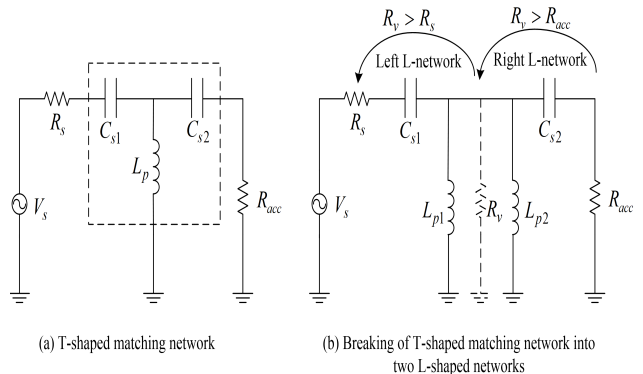 R_v > R_s
R_v > R_acc
Left L-network
Right L-network
R_s
C_s1
C_s2
L_p
V_s
R_acc
R_s
C_s1
C_s2
V_s
L_p1
R_v
L_p2
R_acc
(a) T-shaped matching network
(b) Breaking of T-shaped matching network into
two L-shaped networks